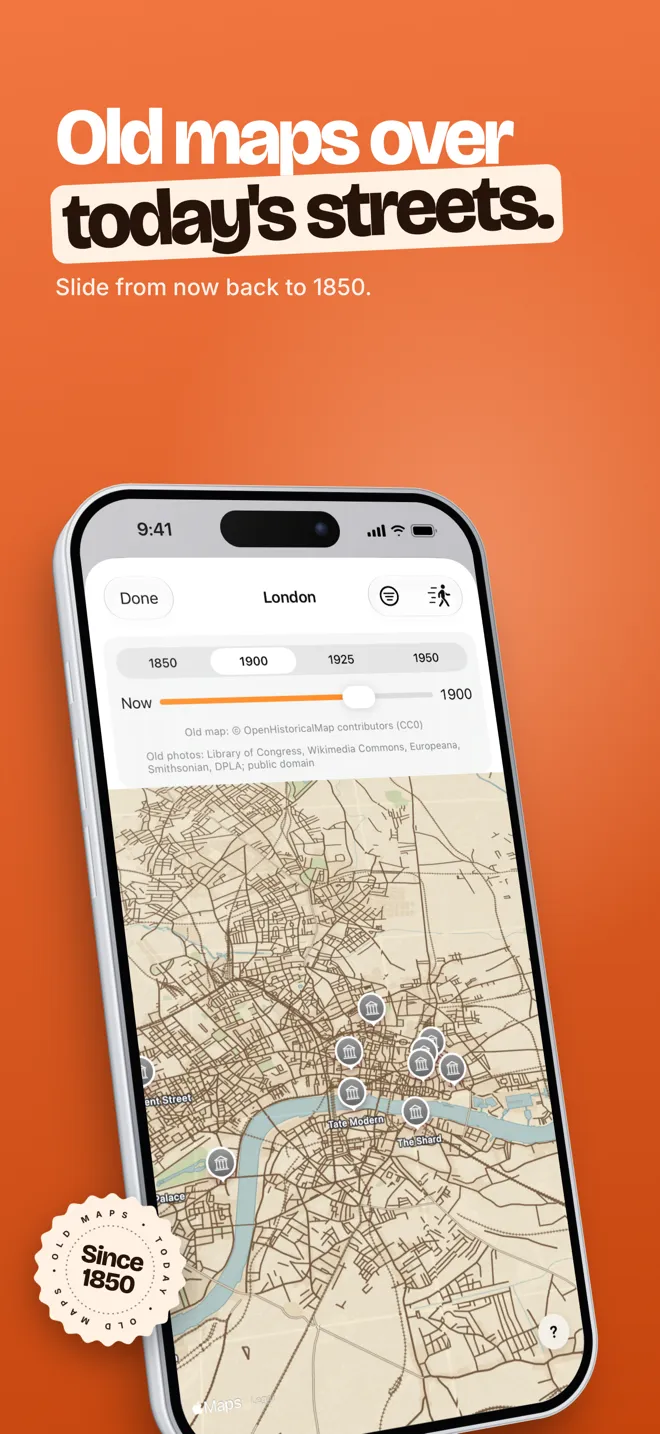 Old maps over
today's streets.
Slide from now back to 1850.
9:41
Done
London
1850
1900
1925
1950
Now
1900
Old map: © OpenHistoricalMap contributors (CC0)
Old photos: Library of Congress, Wikimedia Commons, Europeana,
Smithsonian, DPLA; public domain
ent Street
Tate Modern
The Shard
Palace
OLD MAPS • TODAY • OLD MAPS •
Since
1850
?
Maps